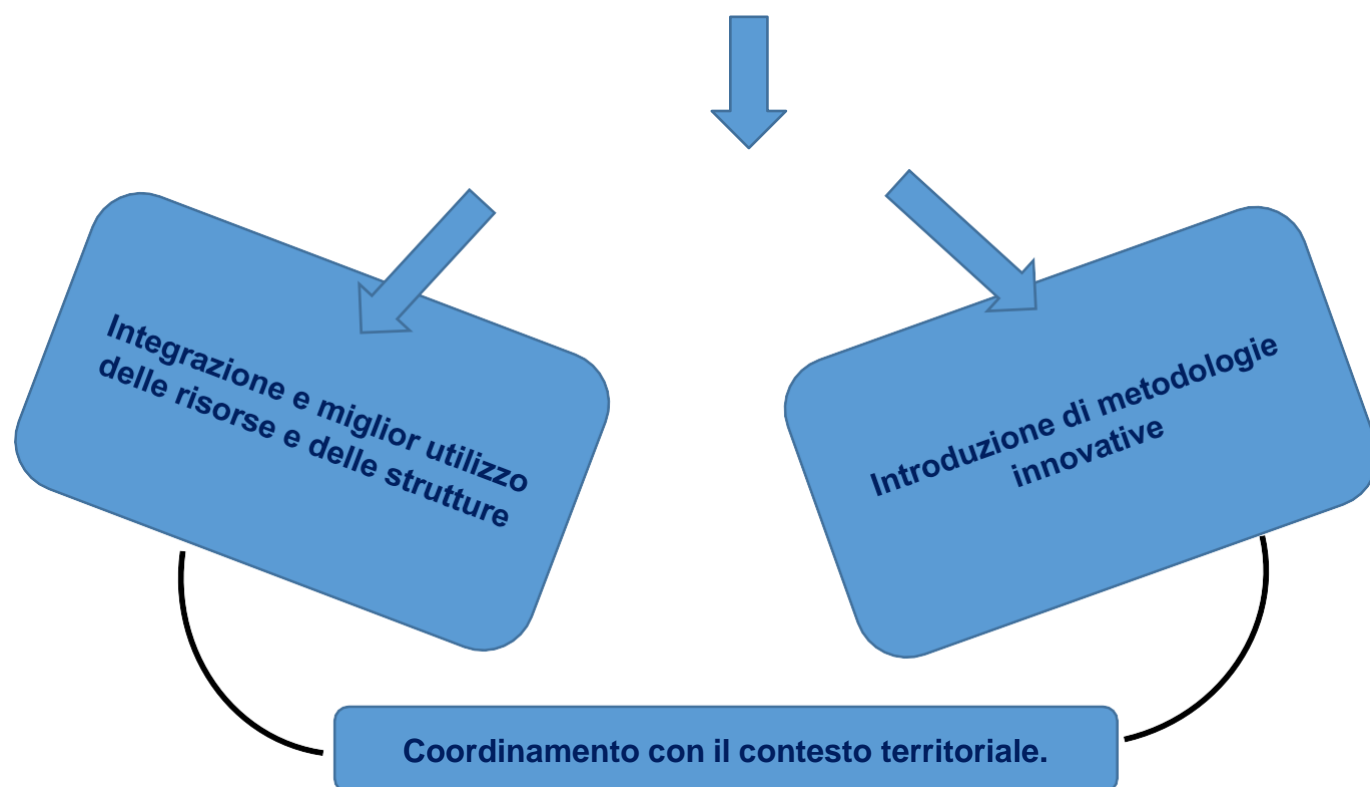 Integrazione e miglior utilizzo
delle risorse e delle strutture
Introduzione di metodologie
innovative
Coordinamento con il contesto territoriale.